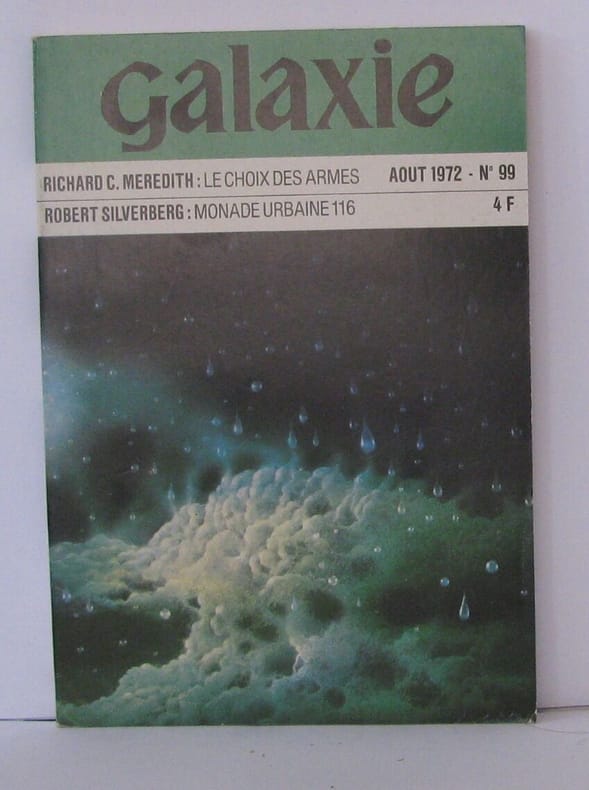 galaxie
RICHARD C. MEREDITH : LE CHOIX DES ARMES AOUT 1972 - N° 99
ROBERT SILVERBERG : MONADE URBAINE 116 4 F